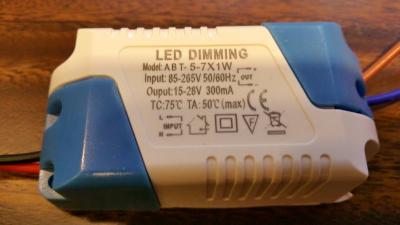 LED DIMMING
Model: A B T- 5-7X1W
Input: 85-265V 50/60Hz
Ouput: 15-28V 300mA
TC:75℃ TA:50℃(max)
OUT
L
INPUT
N
F
CE